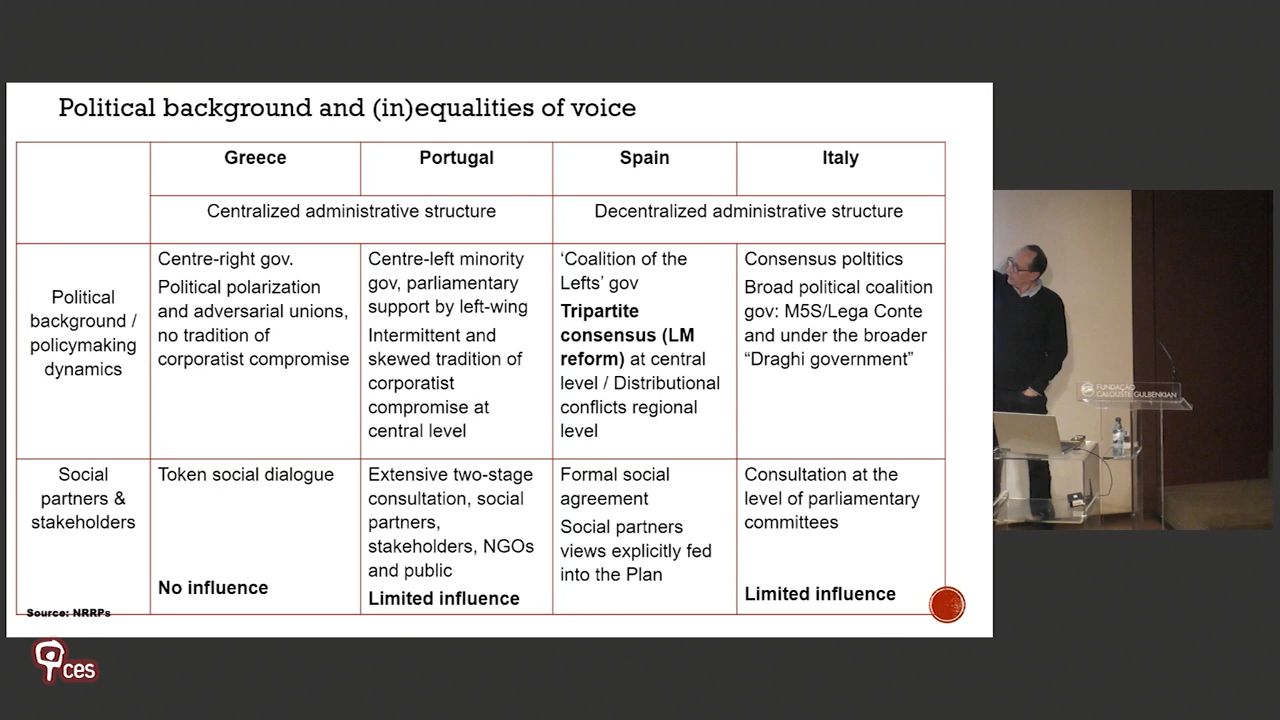 Political background and (in)equalities of voice
Greece
Portugal
Spain
Italy
Centralized administrative structure
Decentralized administrative structure
Political
background /
policymaking
dynamics
Centre-right gov.
Political polarization
and adversarial unions,
no tradition of
corporatist compromise
Centre-left minority
gov, parliamentary
support by left-wing
Intermittent and
skewed tradition of
corporatist
compromise at
central level
‘Coalition of the
Lefts’ gov
Tripartite
consensus (LM
reform) at central
level / Distributional
conflicts regional
level
Consensus poltitics
Broad political coalition
gov: M5S/Lega Conte
and under the broader
“Draghi government”
Social
partners &
stakeholders
Token social dialogue
No influence
Extensive two-stage
consultation, social
partners,
stakeholders, NGOs
and public
Limited influence
Formal social
agreement
Social partners
views explicitly fed
into the Plan
Consultation at the
level of parliamentary
committees
Limited influence
Source: NRRPs
ces
FUNDAÇÃO
CALOUSTE GULBENKIAN